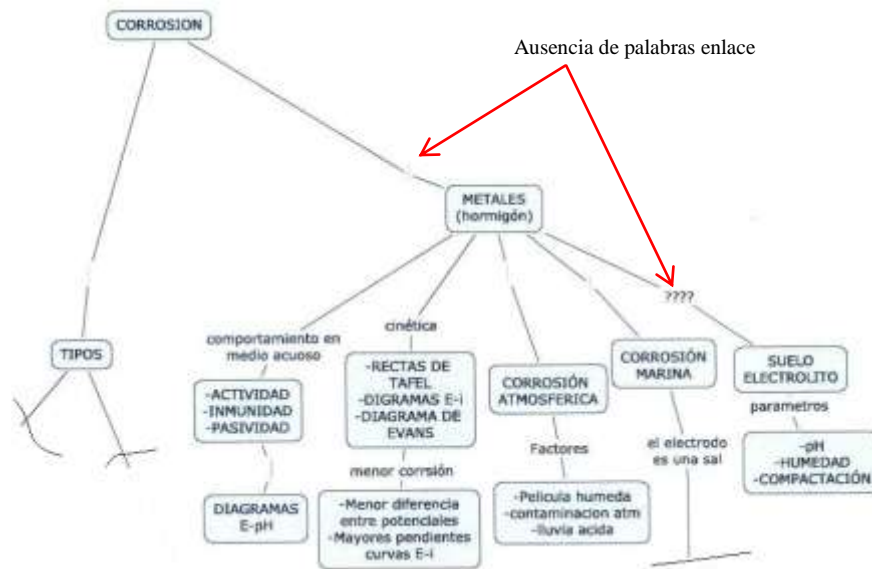 CORROSION
Ausencia de palabras enlace
METALES
(hormigón)
????
TIPOS
comportamiento en
medio acuoso
-ACTIVIDAD
-INMUNIDAD
-PASIVIDAD
DIAGRAMAS
E-pH
cinética
-RECTAS DE
TAFEL
-DIGRAMAS E-i
-DIAGRAMA DE
EVANS
menor corrsión
-Menor diferencia
entre potenciales
-Mayores pendientes
curvas E-i
CORROSIÓN
ATMOSFERICA
Factores
-Pelicula humeda
-contaminacion atm
-lluvia acida
CORROSIÓN
MARINA
el electrodo
es una sal
SUELO
ELECTROLITO
parametros
-pH
-HUMEDAD
-COMPACTACIÓN